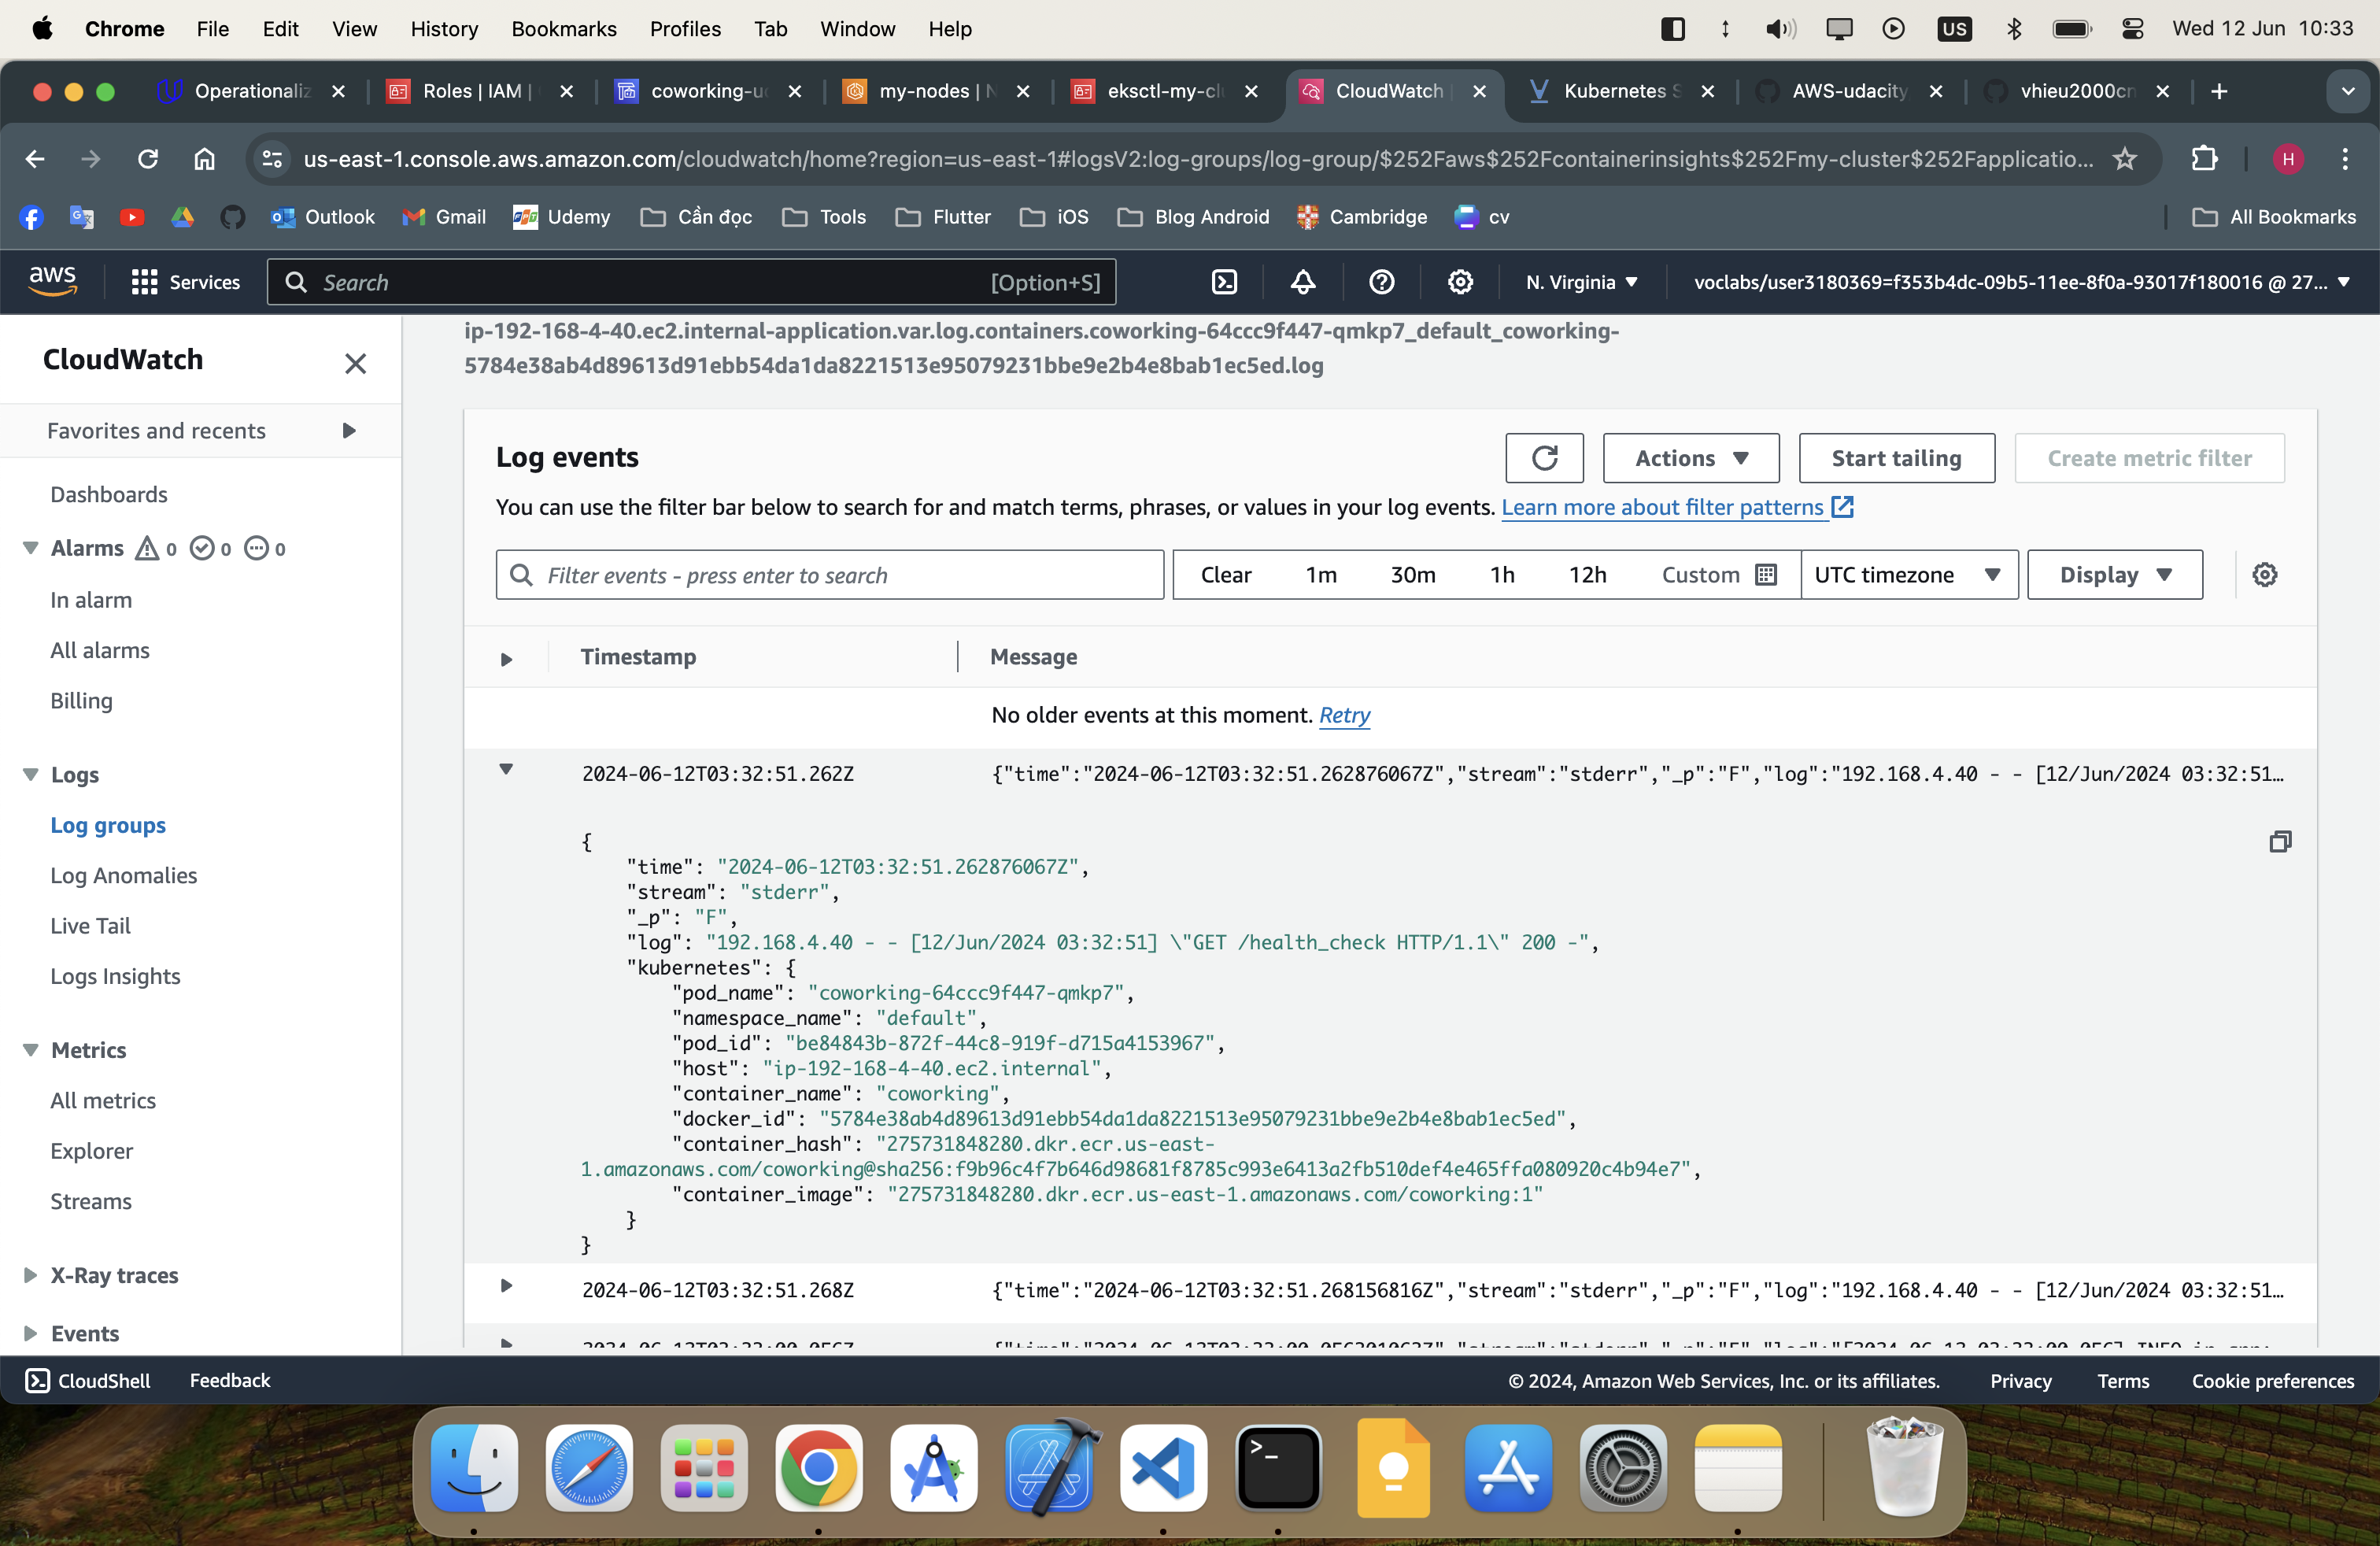 Chrome File Edit View History Bookmarks Profiles Tab Window Help US Wed 12 Jun 10:33
Operationaliz Roles | IAM | coworking-u my-nodes | N eksctl-my-cl CloudWatch Kubernetes S AWS-udacity vhieu2000cn
us-east-1.console.aws.amazon.com/cloudwatch/home?region=us-east-1#logsV2:log-groups/log-group/$252Faws$252Fcontainerinsights$252Fmy-cluster$252Fapplicatio... H
Outlook Gmail Udemy Cần đọc Tools Flutter iOS Blog Android Cambridge cv All Bookmarks
aws Services Search [Option+S] N. Virginia voclabs/user3180369=f353b4dc-09b5-11ee-8f0a-93017f180016 @ 27...
CloudWatch
Favorites and recents
Dashboards
Alarms 0 0 0
In alarm
All alarms
Billing
Logs
Log groups
Log Anomalies
Live Tail
Logs Insights
Metrics
All metrics
Explorer
Streams
X-Ray traces
Events
ip-192-168-4-40.ec2.internal-application.var.log.containers.coworking-64ccc9f447-qmkp7_default_coworking-
5784e38ab4d89613d91ebb54da1da8221513e95079231bbe9e2b4e8bab1ec5ed.log
Log events
Actions Start tailing Create metric filter
You can use the filter bar below to search for and match terms, phrases, or values in your log events. Learn more about filter patterns
Filter events - press enter to search Clear 1m 30m 1h 12h Custom UTC timezone Display
Timestamp Message
No older events at this moment. Retry
2024-06-12T03:32:51.262Z {"time":"2024-06-12T03:32:51.262876067Z","stream":"stderr","_p":"F","log":"192.168.4.40 - - [12/Jun/2024 03:32:51...
{
"time": "2024-06-12T03:32:51.262876067Z",
"stream": "stderr",
"_p": "F",
"log": "192.168.4.40 - - [12/Jun/2024 03:32:51] \"GET /health_check HTTP/1.1\" 200 -",
"kubernetes": {
"pod_name": "coworking-64ccc9f447-qmkp7",
"namespace_name": "default",
"pod_id": "be84843b-872f-44c8-919f-d715a4153967",
"host": "ip-192-168-4-40.ec2.internal",
"container_name": "coworking",
"docker_id": "5784e38ab4d89613d91ebb54da1da8221513e95079231bbe9e2b4e8bab1ec5ed",
"container_hash": "275731848280.dkr.ecr.us-east-
1.amazonaws.com/coworking@sha256:f9b96c4f7b646d98681f8785c993e6413a2fb510def4e465ffa080920c4b94e7",
"container_image": "275731848280.dkr.ecr.us-east-1.amazonaws.com/coworking:1"
}
}
2024-06-12T03:32:51.268Z {"time":"2024-06-12T03:32:51.268156816Z","stream":"stderr","_p":"F","log":"192.168.4.40 - - [12/Jun/2024 03:32:51...
CloudShell Feedback © 2024, Amazon Web Services, Inc. or its affiliates. Privacy Terms Cookie preferences